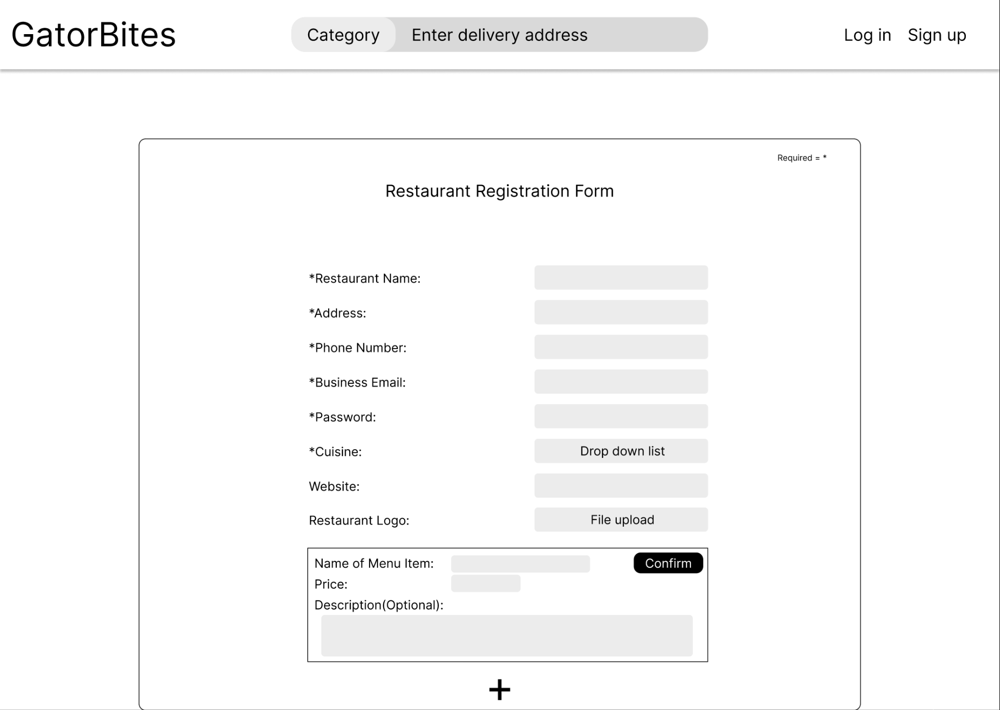 GatorBites
Category
Enter delivery address
Log in
Sign up
Required = *
Restaurant Registration Form
*Restaurant Name:
*Address:
*Phone Number:
*Business Email:
*Password:
*Cuisine:
Drop down list
Website:
Restaurant Logo:
File upload
Name of Menu Item:
Confirm
Price:
Description(Optional):
+